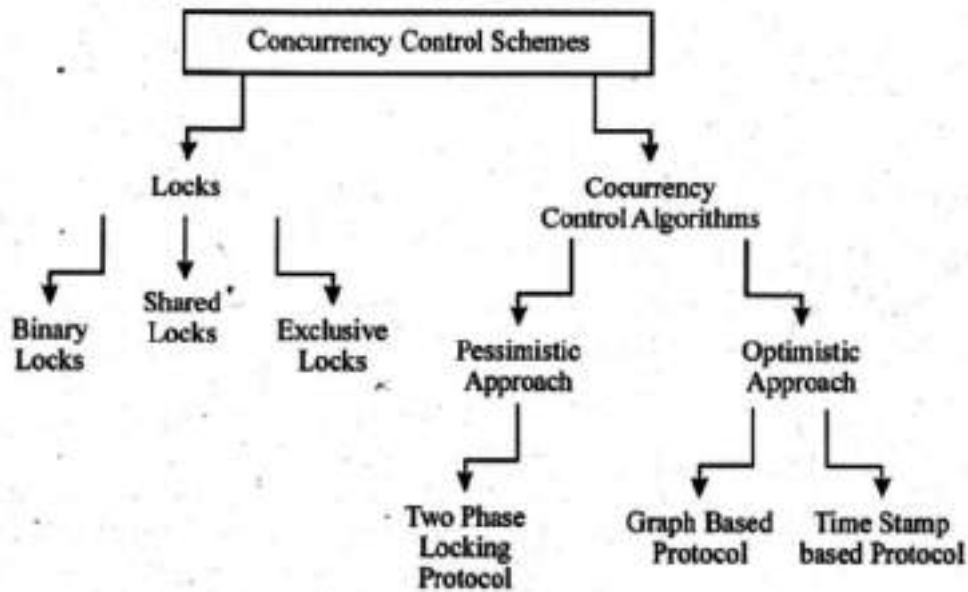 Concurrency Control Schemes
Locks
Cocurrency
Control Algorithms
Binary
Locks
Shared
Locks
Exclusive
Locks
Pessimistic
Approach
Optimistic
Approach
Two Phase
Locking
Protocol
Graph Based
Protocol
Time Stamp
based Protocol